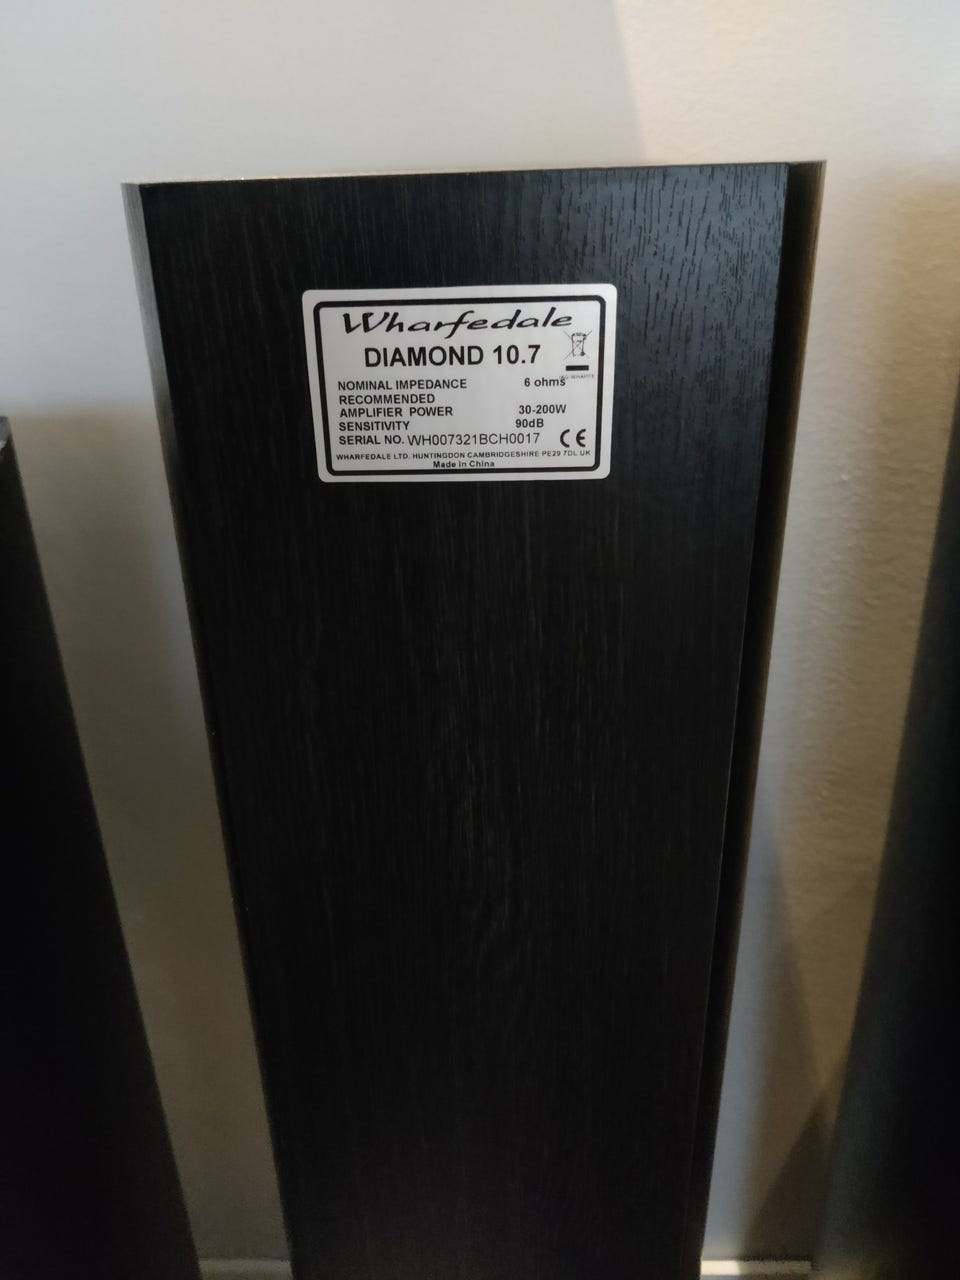 Wharfedale
DIAMOND 10.7
NOMINAL IMPEDANCE 6 ohms
RECOMMENDED
AMPLIFIER POWER 30-200W
SENSITIVITY 90dB
SERIAL NO. WH007321BCH0017 CE
WHARFEDALE LTD. HUNTINGDON CAMBRIDGESHIRE PE29 7DL UK
Made in China